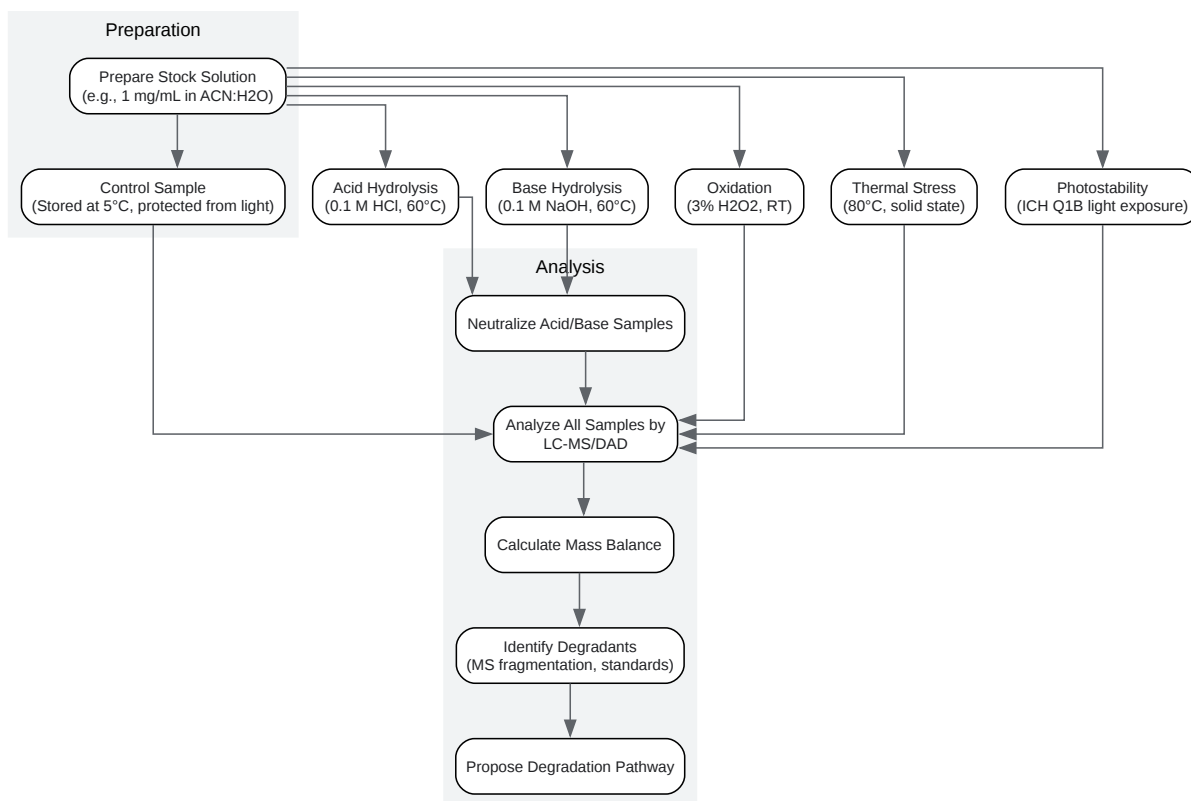 Preparation
Prepare Stock Solution
(e.g., 1 mg/mL in ACN:H2O)
Control Sample
(Stored at 5°C, protected from light)
Acid Hydrolysis
(0.1 M HCl, 60°C)
Base Hydrolysis
(0.1 M NaOH, 60°C)
Oxidation
(3% H2O2, RT)
Thermal Stress
(80°C, solid state)
Photostability
(ICH Q1B light exposure)
Analysis
Neutralize Acid/Base Samples
Analyze All Samples by
LC-MS/DAD
Calculate Mass Balance
Identify Degradants
(MS fragmentation, standards)
Propose Degradation Pathway